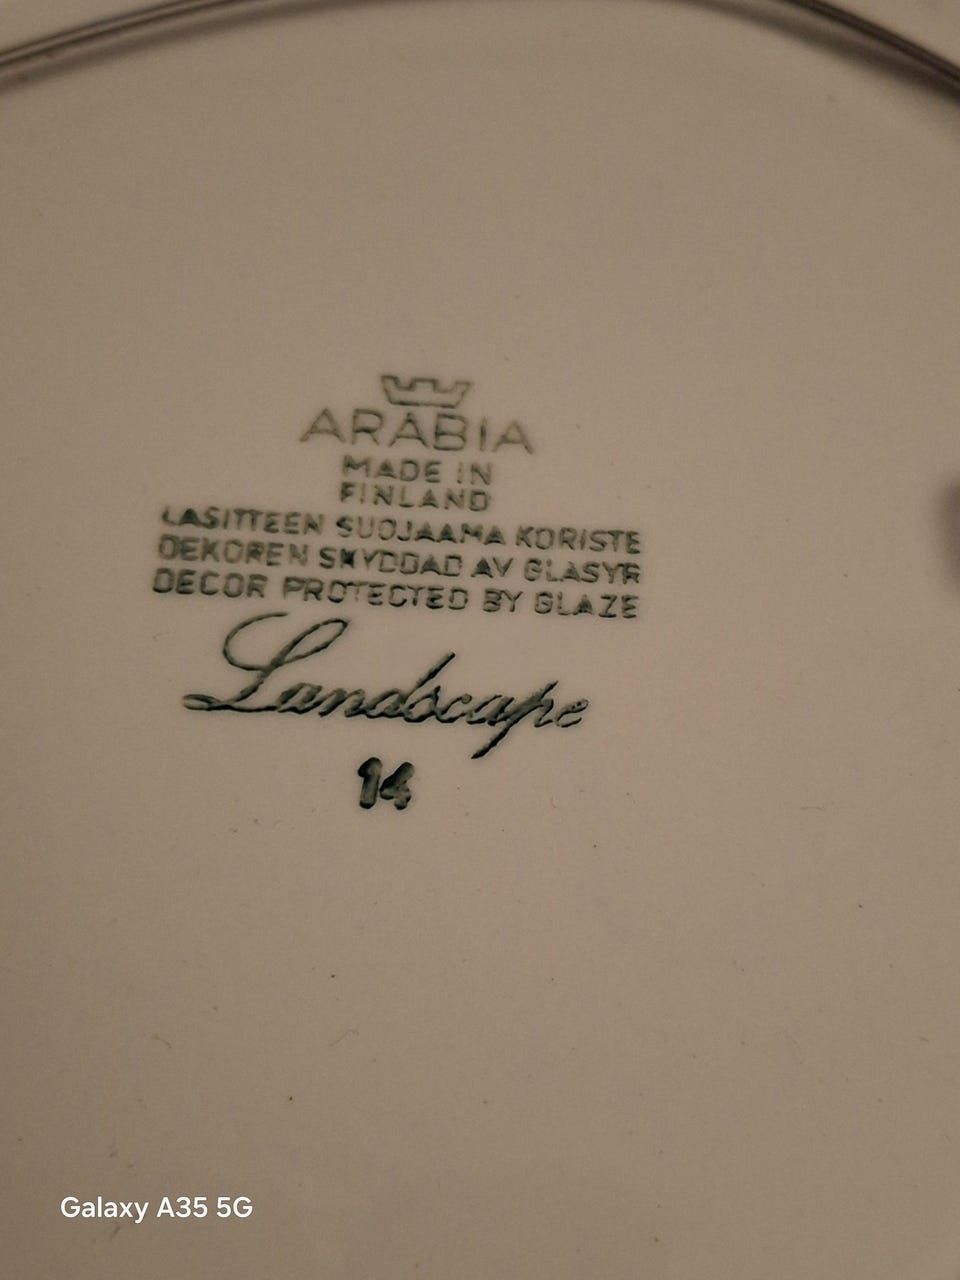 ARABIA
MADE IN
FINLAND
LASITTEEN SUOJAAMA KORISTE
DEKOREN SKYDDAD AV GLASYR
DECOR PROTECTED BY GLAZE
Landscape
14
Galaxy A35 5G